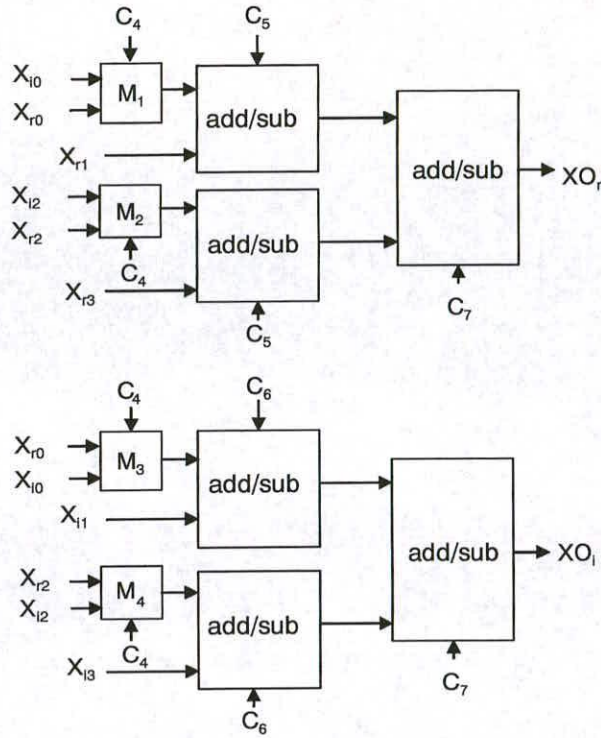 C4 C5
Xi0
Xr0 M1 add/sub
Xr1 add/sub XOr
Xi2
Xr2 M2 add/sub
C4
Xr3
C5 C7
C4 C6
Xr0
Xi0 M3 add/sub
Xi1 add/sub XOi
Xr2
Xi2 M4 add/sub
C4
Xi3
C6 C7